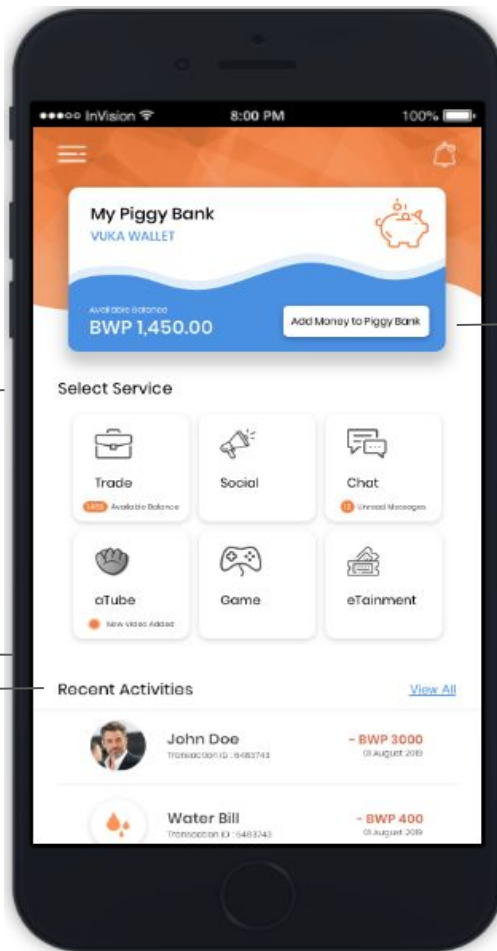 InVision 8:00 PM 100%
My Piggy Bank
VUKA WALLET
Available Balance
BWP 1,450.00
Add Money to Piggy Bank
Select Service
Trade Social Chat
Available Balance Unread Messages
aTube Game eTainment
New Video Added
Recent Activities View All
John Doe - BWP 3000
Transaction ID : 6483743 01 August 2019
Water Bill - BWP 400
Transaction ID : 6483743 01 August 2019